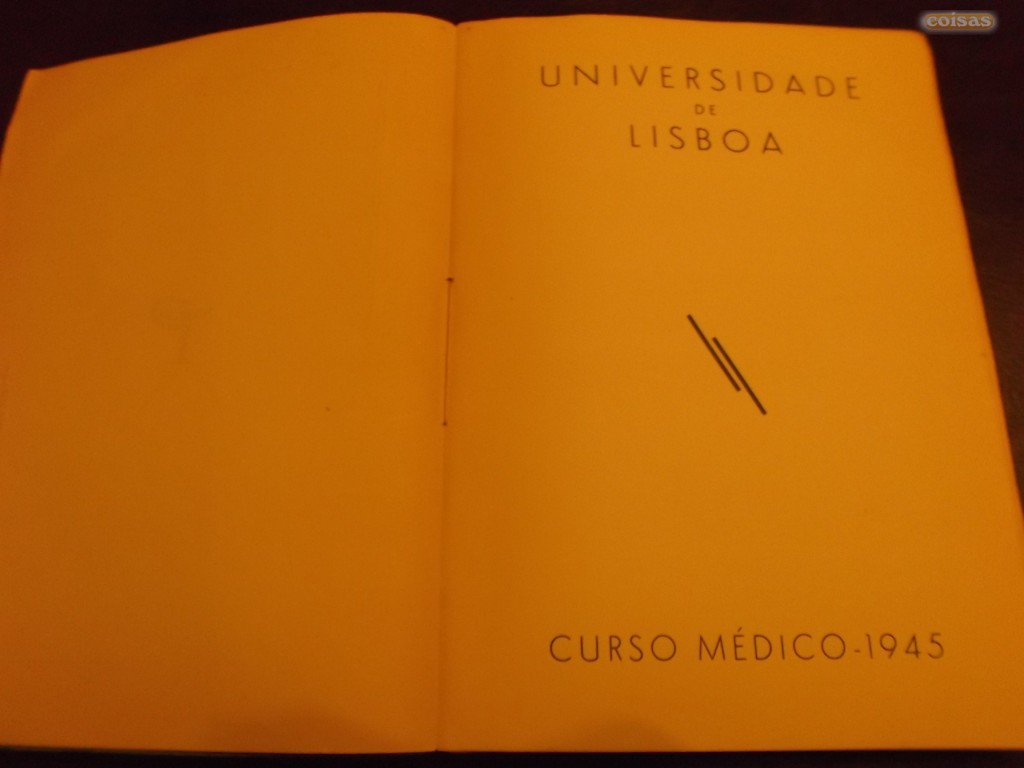 coisas
UNIVERSIDADE
DE
LISBOA
CURSO MÉDICO-1945